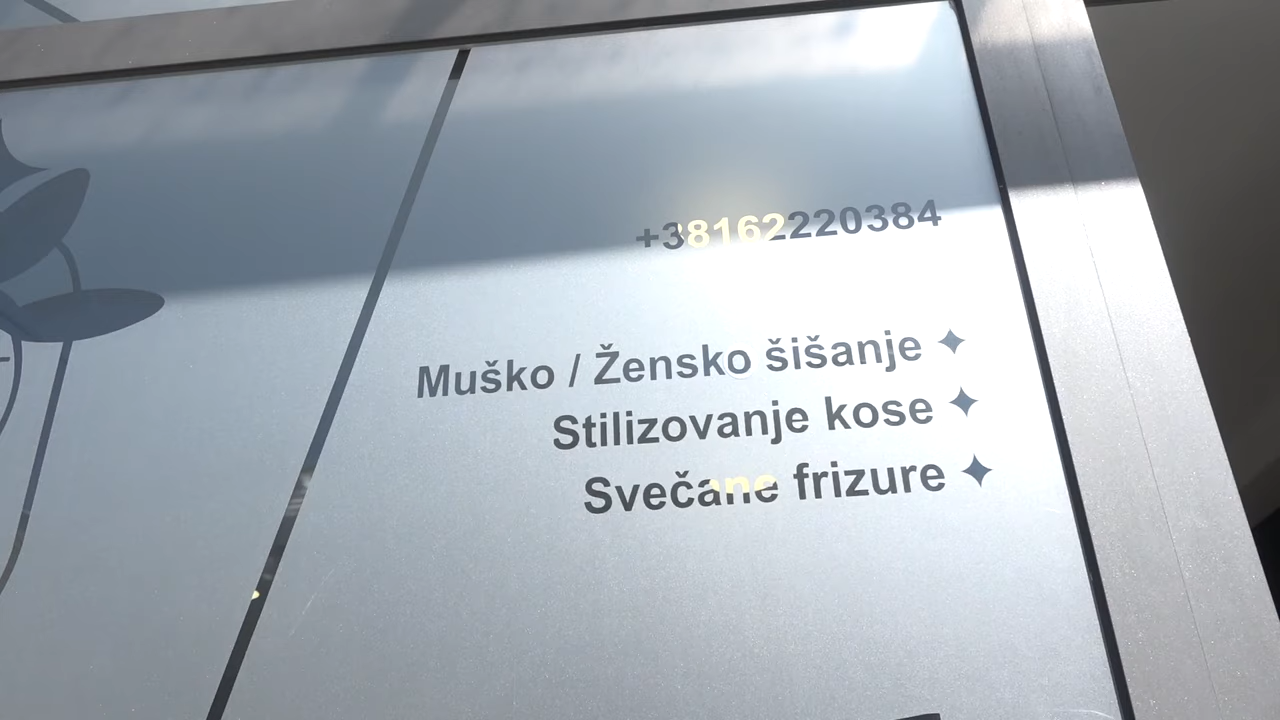 +38162220384
Muško / Žensko šišanje
Stilizovanje kose
Svečane frizure